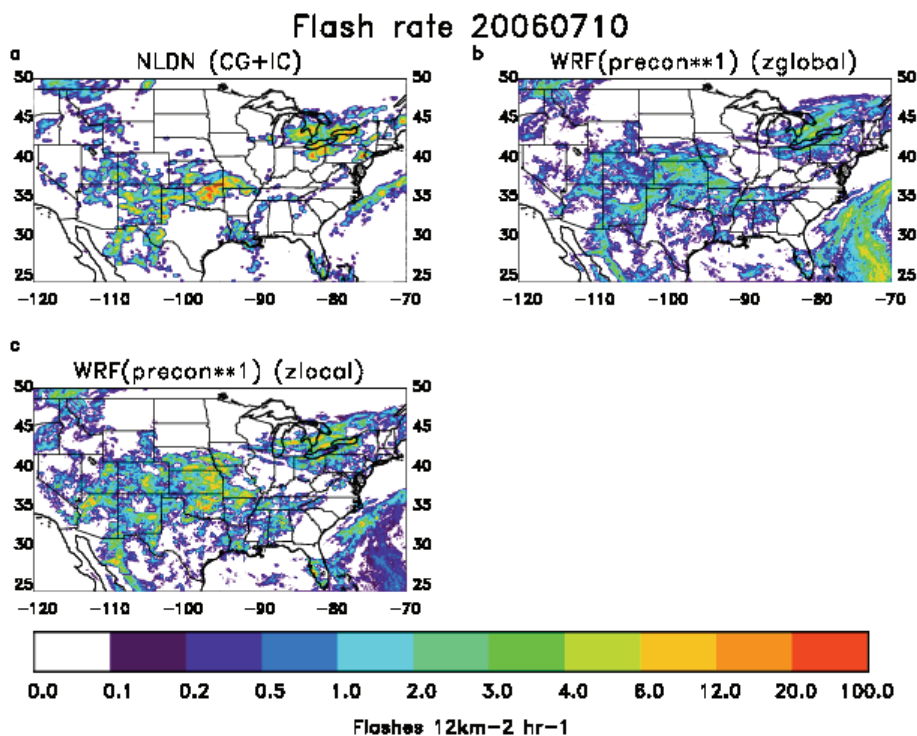 Flash rate 20060710
a NLDN (CG+IC)
50 50
45 45
40 40
35 35
30 30
25 25
-120 -110 -100 -90 -80 -70
b WRF(precon**1) (zglobal)
50 50
45 45
40 40
35 35
30 30
25 25
-120 -110 -100 -90 -80 -70
c WRF(precon**1) (zlocal)
50 50
45 45
40 40
35 35
30 30
25 25
-120 -110 -100 -90 -80 -70
0.0 0.1 0.2 0.5 1.0 2.0 3.0 4.0 6.0 12.0 20.0 100.0
Flashes 12km-2 hr-1